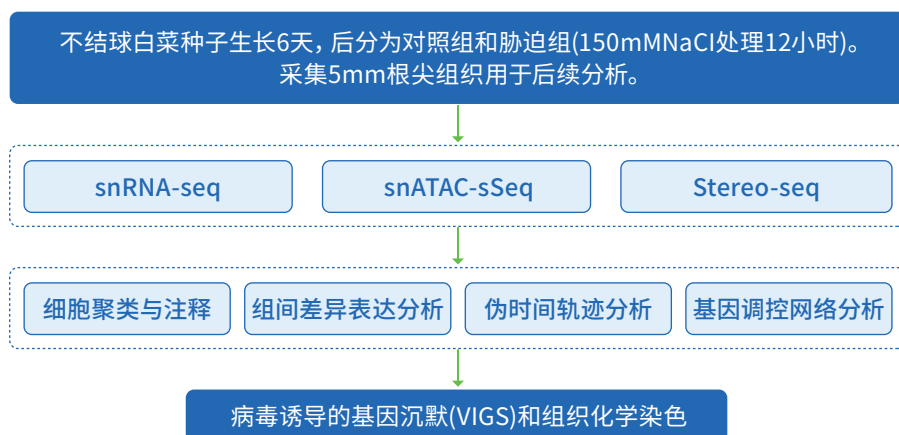 不结球白菜种子生长6天，后分为对照组和胁迫组(150mMNaCI处理12小时)。
采集5mm根尖组织用于后续分析。
snRNA-seq
snATAC-sSeq
Stereo-seq
细胞聚类与注释
组间差异表达分析
伪时间轨迹分析
基因调控网络分析
病毒诱导的基因沉默(VIGS)和组织化学染色